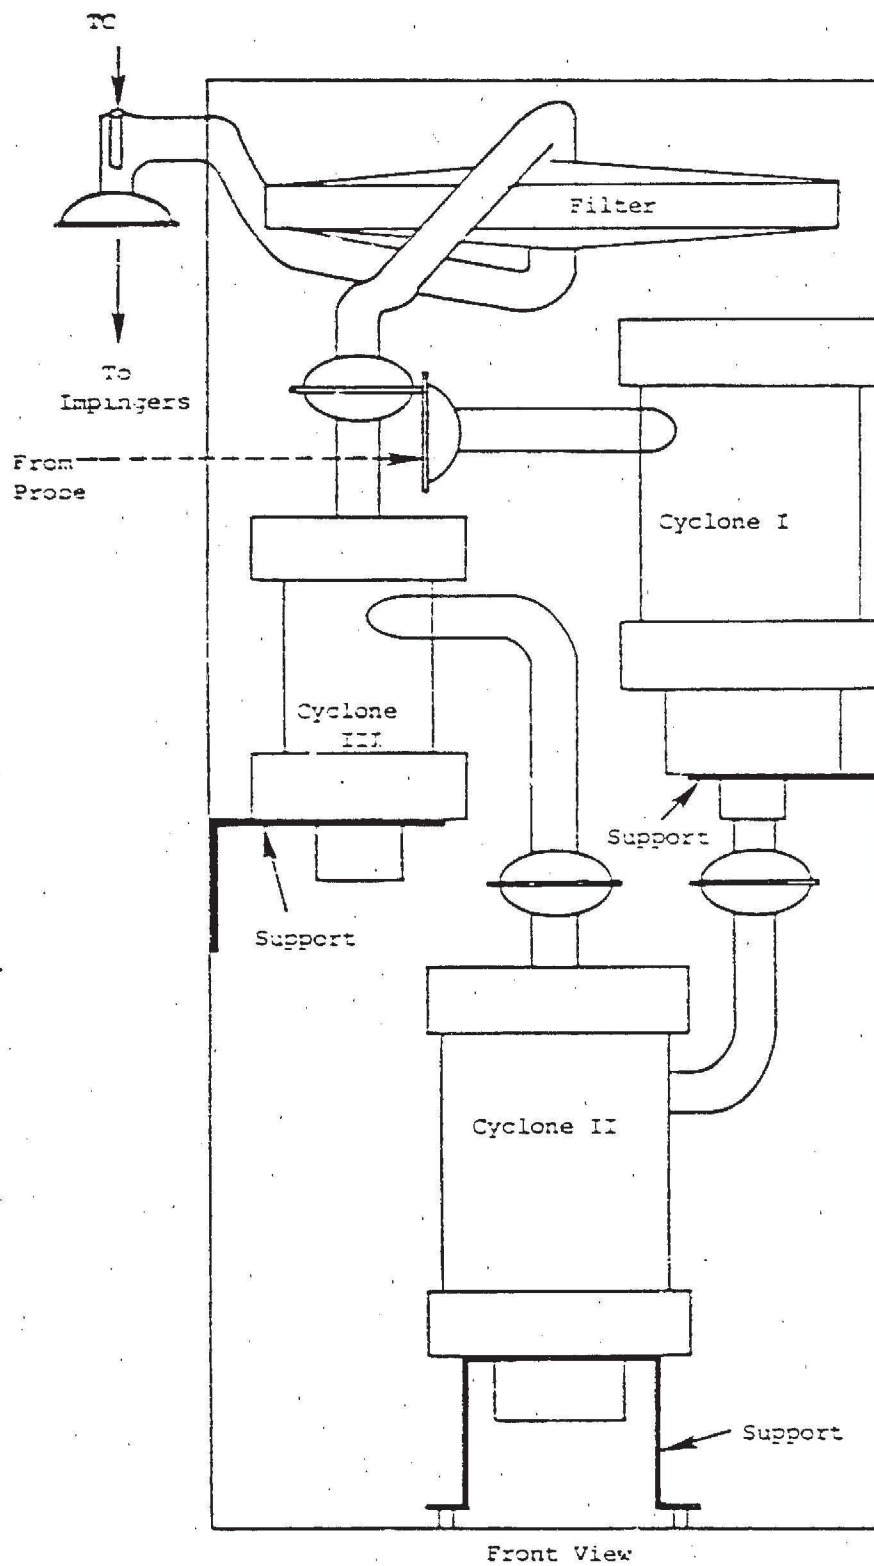 TC
Filter
To
Impingers
From
Probe
Cyclone I
Cyclone
III
Support
Support
Cyclone II
Support
Front View